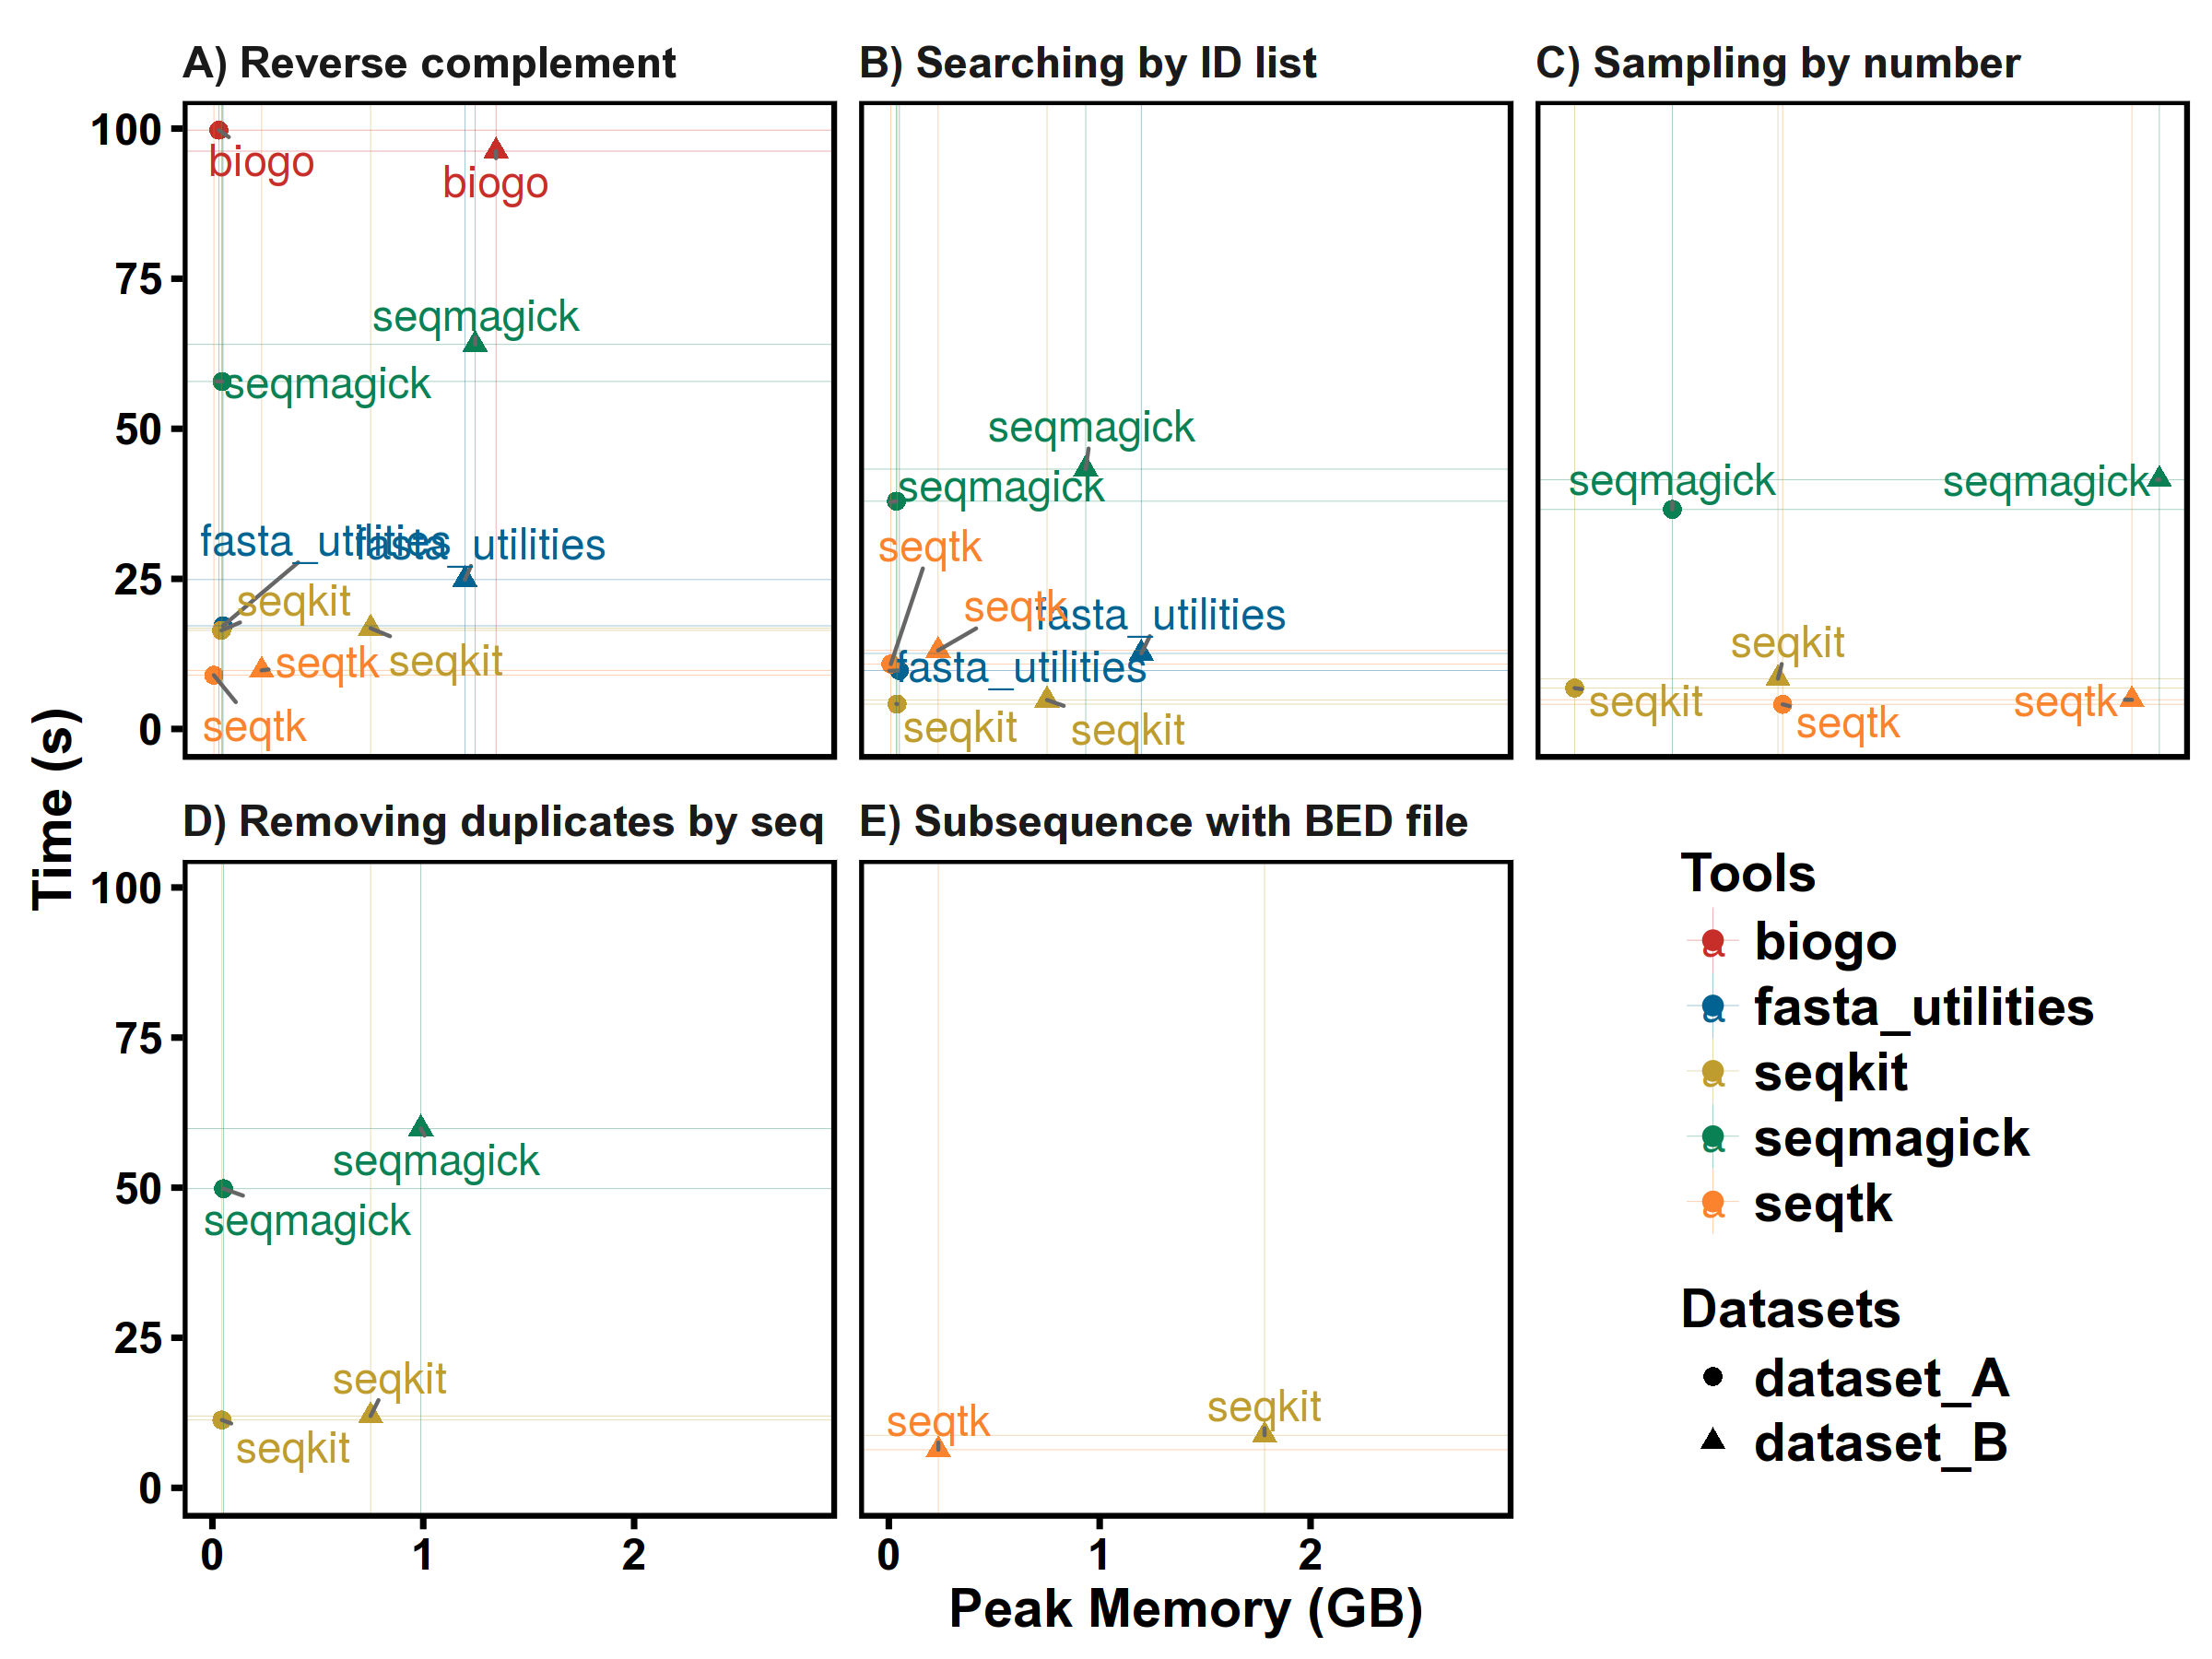 A) Reverse complement
B) Searching by ID list
C) Sampling by number
100
75
50
25
0
biogo
biogo
seqmagick
seqmagick
fasta_utilities
fasta_utilities
seqkit
seqkit
seqtk
seqtk
seqmagick
seqmagick
seqtk
seqtk
fasta_utilities
fasta_utilities
seqkit
seqkit
seqmagick
seqmagick
seqkit
seqkit
seqtk
seqtk
Time (s)
D) Removing duplicates by seq
E) Subsequence with BED file
100
75
50
25
0
seqmagick
seqmagick
seqkit
seqkit
0
1
2
seqtk
seqkit
0
1
2
Peak Memory (GB)
Tools
a biogo
a fasta_utilities
a seqkit
a seqmagick
a seqtk
Datasets
dataset_A
dataset_B